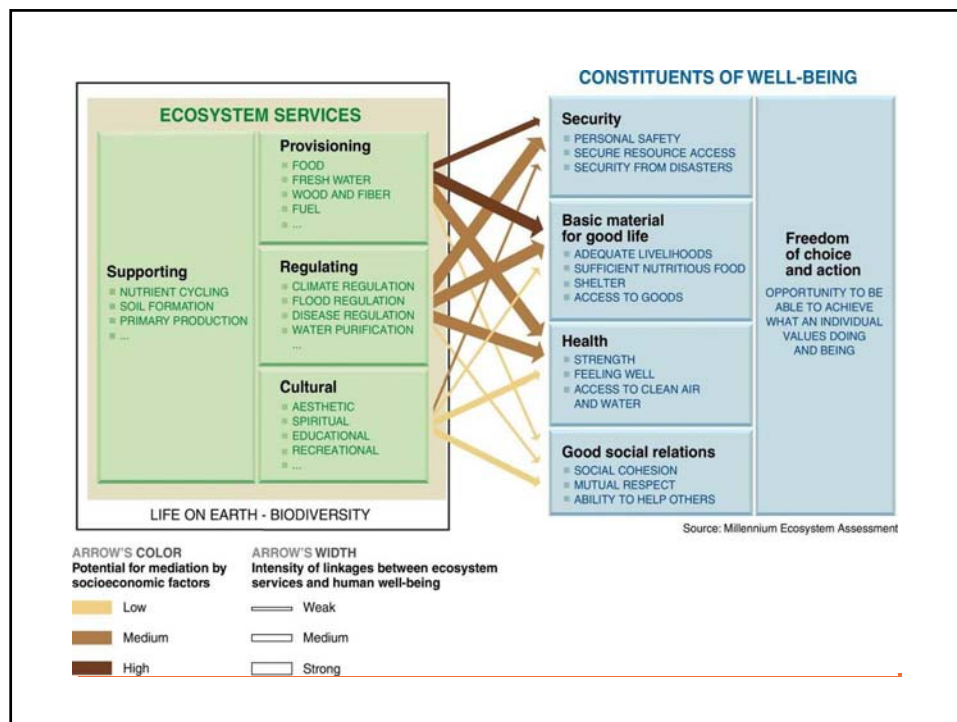 CONSTITUENTS OF WELL-BEING
ECOSYSTEM SERVICES
Supporting
NUTRIENT CYCLING
SOIL FORMATION
PRIMARY PRODUCTION
...
Provisioning
FOOD
FRESH WATER
WOOD AND FIBER
FUEL
...
Regulating
CLIMATE REGULATION
FLOOD REGULATION
DISEASE REGULATION
WATER PURIFICATION
...
Cultural
AESTHETIC
SPIRITUAL
EDUCATIONAL
RECREATIONAL
...
LIFE ON EARTH - BIODIVERSITY
Security
PERSONAL SAFETY
SECURE RESOURCE ACCESS
SECURITY FROM DISASTERS
Basic material
for good life
ADEQUATE LIVELIHOODS
SUFFICIENT NUTRITIOUS FOOD
SHELTER
ACCESS TO GOODS
Health
STRENGTH
FEELING WELL
ACCESS TO CLEAN AIR
AND WATER
Good social relations
SOCIAL COHESION
MUTUAL RESPECT
ABILITY TO HELP OTHERS
Freedom
of choice
and action
OPPORTUNITY TO BE
ABLE TO ACHIEVE
WHAT AN INDIVIDUAL
VALUES DOING
AND BEING
Source: Millennium Ecosystem Assessment
ARROW'S COLOR
Potential for mediation by
socioeconomic factors
Low
Medium
High
ARROW'S WIDTH
Intensity of linkages between ecosystem
services and human well-being
Weak
Medium
Strong